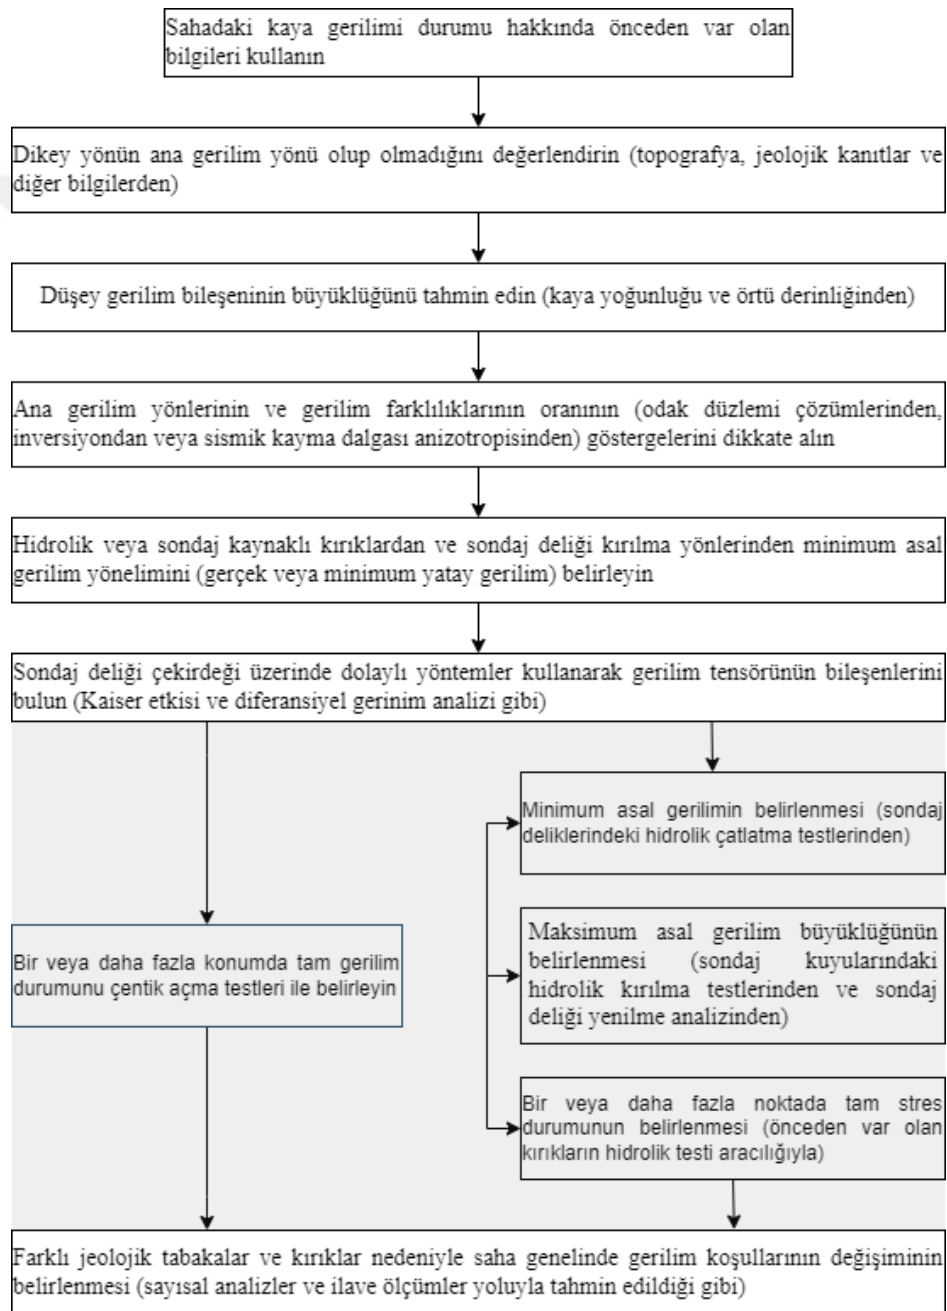 Sahadaki kaya gerilimi durumu hakkında önceden var olan
bilgileri kullanın
Dikey yönün ana gerilim yönü olup olmadığını değerlendirin (topografya, jeolojik kanıtlar ve
diğer bilgilerden)
Düşey gerilim bileşeninin büyüklüğünü tahmin edin (kaya yoğunluğu ve örtü derinliğinden)
Ana gerilim yönlerinin ve gerilim farklılıklarının oranının (odak düzlemi çözümlerinden,
inversiyondan veya sismik kayma dalgası anizotropisinden) göstergelerini dikkate alın
Hidrolik veya sondaj kaynaklı kırıklardan ve sondaj deliği kırılma yönlerinden minimum asal
gerilim yönelimini (gerçek veya minimum yatay gerilim) belirleyin
Sondaj deliği çekirdeği üzerinde dolaylı yöntemler kullanarak gerilim tensörünün bileşenlerini
bulun (Kaiser etkisi ve diferansiyel gerinim analizi gibi)
Minimum asal gerilimin belirlenmesi (sondaj
deliklerindeki hidrolik çatlatma testlerinden)
Bir veya daha fazla konumda tam gerilim
durumunu çentik açma testleri ile belirleyin
Maksimum asal gerilim büyüklüğünün
belirlenmesi (sondaj kuyularındaki
hidrolik kırılma testlerinden ve sondaj
deliği yenilme analizinden)
Bir veya daha fazla noktada tam stres
durumunun belirlenmesi (önceden var olan
kırıkların hidrolik testi aracılığıyla)
Farklı jeolojik tabakalar ve kırıklar nedeniyle saha genelinde gerilim koşullarının değişiminin
belirlenmesi (sayısal analizler ve ilave ölçümler yoluyla tahmin edildiği gibi)